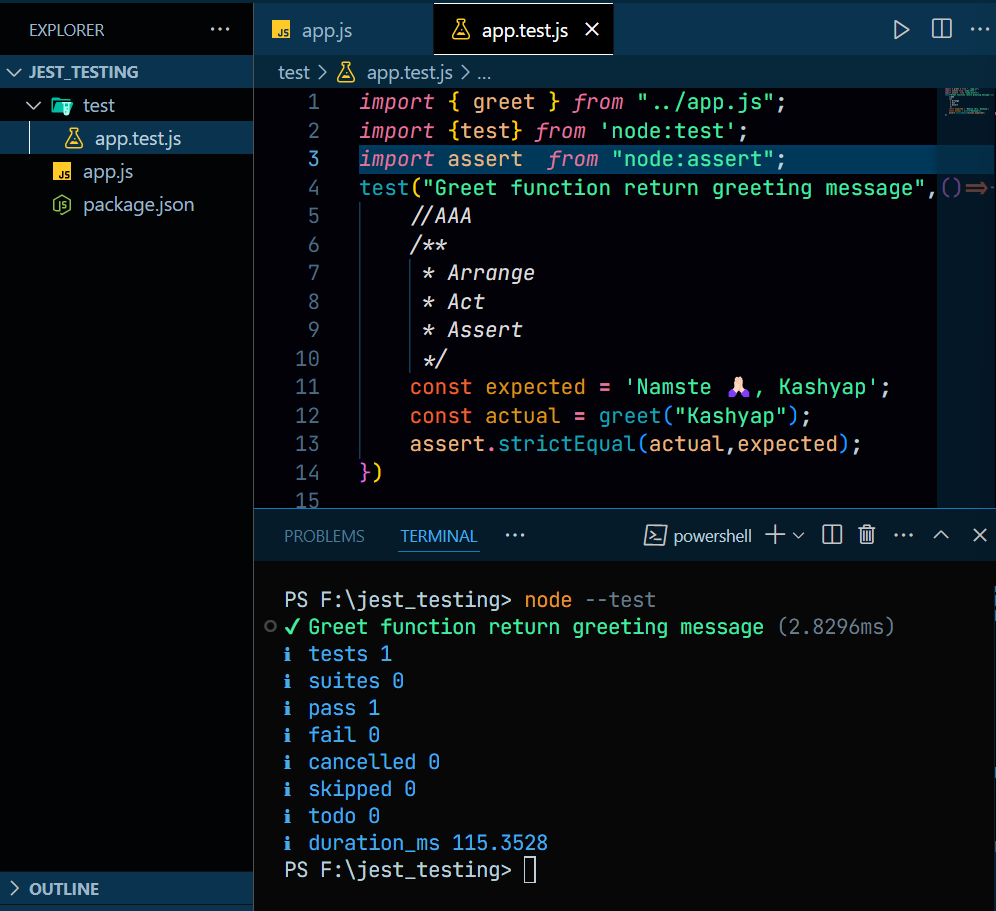 EXPLORER ...
app.js
app.test.js
JEST_TESTING
test
app.test.js
app.js
package.json
OUTLINE
test > app.test.js > ...
1 import { greet } from "../app.js";
2 import {test} from 'node:test';
3 import assert  from "node:assert";
4 test("Greet function return greeting message",()=>
5 //AAA
6 /**
7 * Arrange
8 * Act
9 * Assert
10 */
11 const expected = 'Namste 🙏🏻, Kashyap';
12 const actual = greet("Kashyap");
13 assert.strictEqual(actual,expected);
14 })
15
PROBLEMS TERMINAL ... powershell
PS F:\jest_testing> node --test
✓ Greet function return greeting message (2.8296ms)
ℹ tests 1
ℹ suites 0
ℹ pass 1
ℹ fail 0
ℹ cancelled 0
ℹ skipped 0
ℹ todo 0
ℹ duration_ms 115.3528
PS F:\jest_testing>